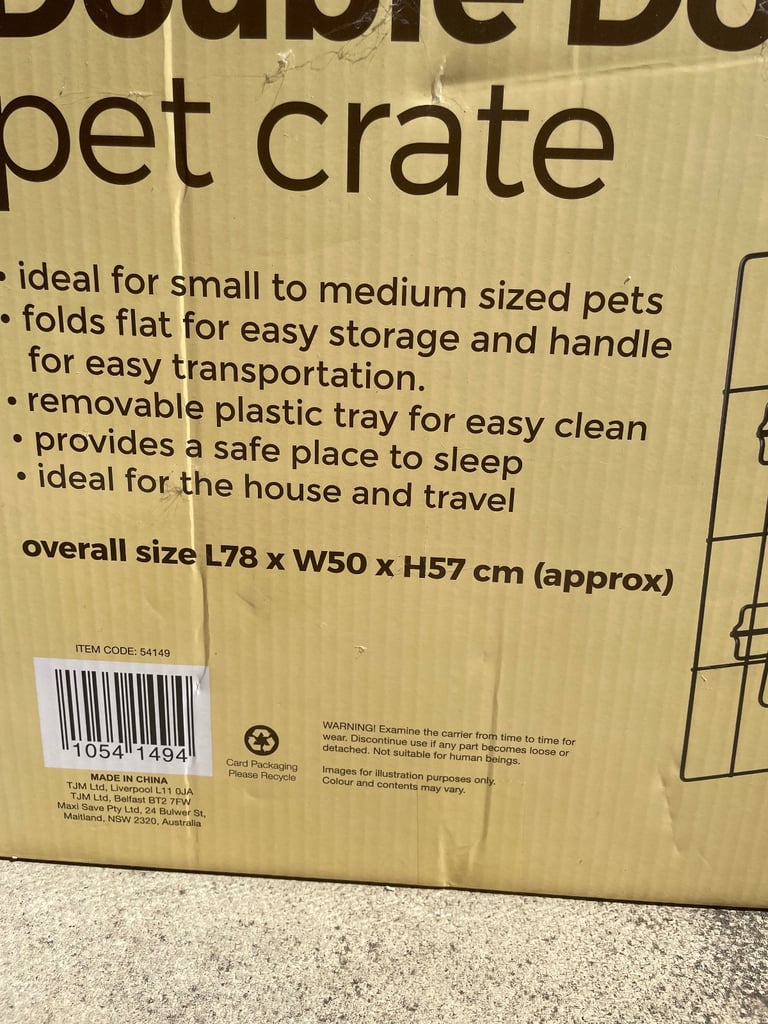 Double Do
pet crate
• ideal for small to medium sized pets
• folds flat for easy storage and handle
for easy transportation.
• removable plastic tray for easy clean
• provides a safe place to sleep
• ideal for the house and travel
overall size L78 x W50 x H57 cm (approx)
ITEM CODE: 54149
1054 1494
MADE IN CHINA
TJM Ltd, Liverpool L11 0JA
TJM Ltd, Belfast BT2 7FW
Maxi Save Pty Ltd, 24 Bulwer St,
Maitland, NSW 2320, Australia
Card Packaging
Please Recycle
WARNING! Examine the carrier from time to time for
wear. Discontinue use if any part becomes loose or
detached. Not suitable for human beings.
Images for illustration purposes only.
Colour and contents may vary.